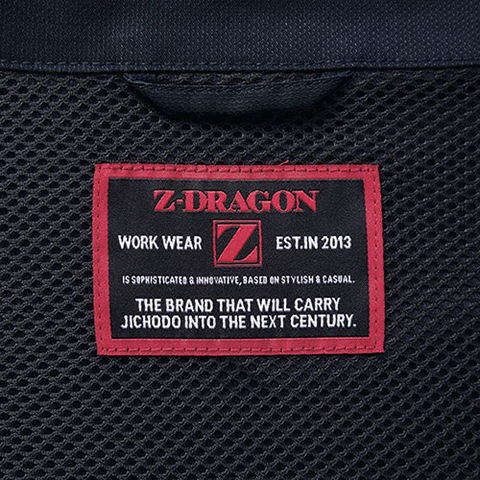 Z-DRAGON
WORK WEAR Z EST.IN 2013
IS SOPHISTICATED & INNOVATIVE, BASED ON STYLISH & CASUAL.
THE BRAND THAT WILL CARRY
JICHODO INTO THE NEXT CENTURY.